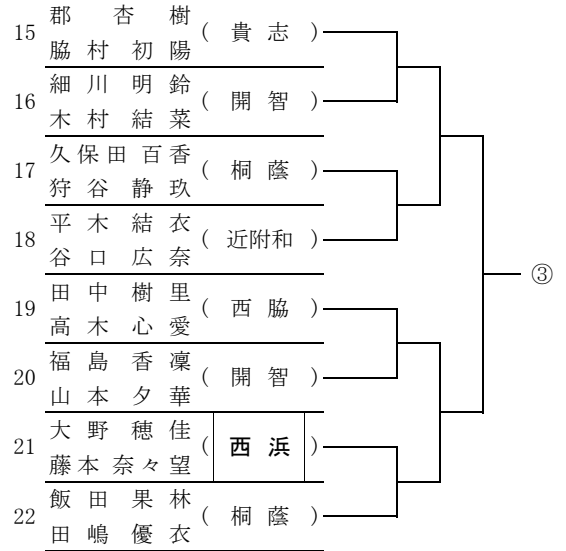 郡杏樹
15 ( 貴志 )
脇村初陽
細川明鈴
16 ( 開智 )
木村結菜
久保田百香
17 ( 桐蔭 )
狩谷静玖
平木結衣
18 ( 近附和 )
谷口広奈
③
田中樹里
19 ( 西脇 )
高木心愛
福島香凜
20 ( 開智 )
山本夕華
大野穂佳
21 ( 西浜 )
藤本奈々望
飯田果林
22 ( 桐蔭 )
田嶋優衣